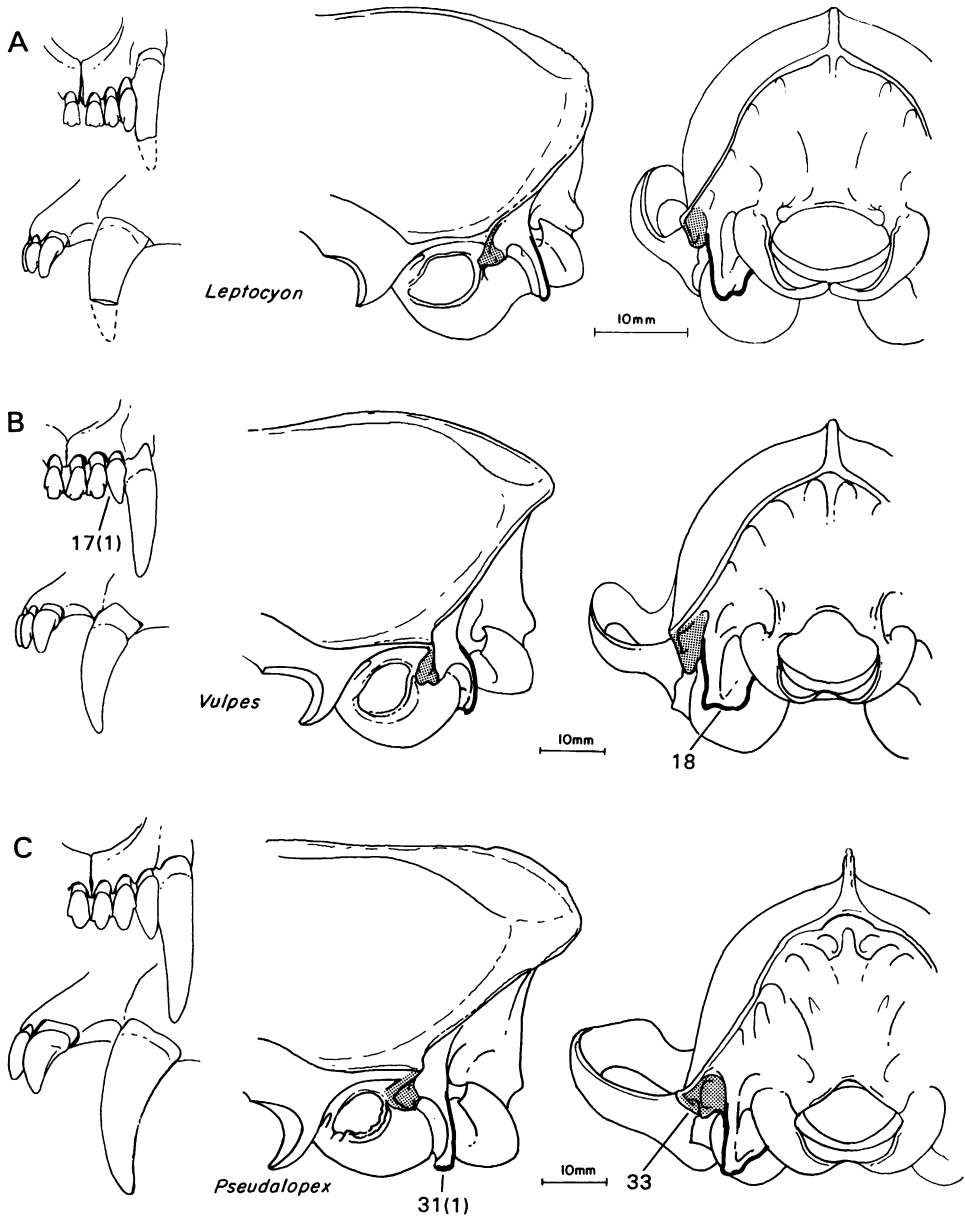 A
Leptocyon
10mm
B
17(1)
Vulpes
10mm
18
C
Pseudalopex
31(1)
10mm
33